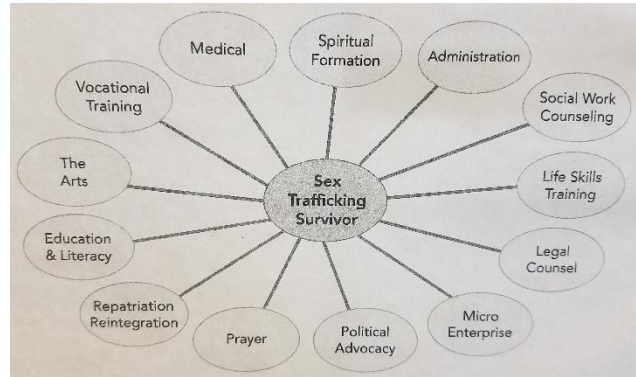 Medical
Spiritual
Formation
Administration
Social Work
Counseling
Life Skills
Training
Legal
Counsel
Micro
Enterprise
Political
Advocacy
Prayer
Repatriation
Reintegration
Education
& Literacy
The
Arts
Vocational
Training
Sex
Trafficking
Survivor